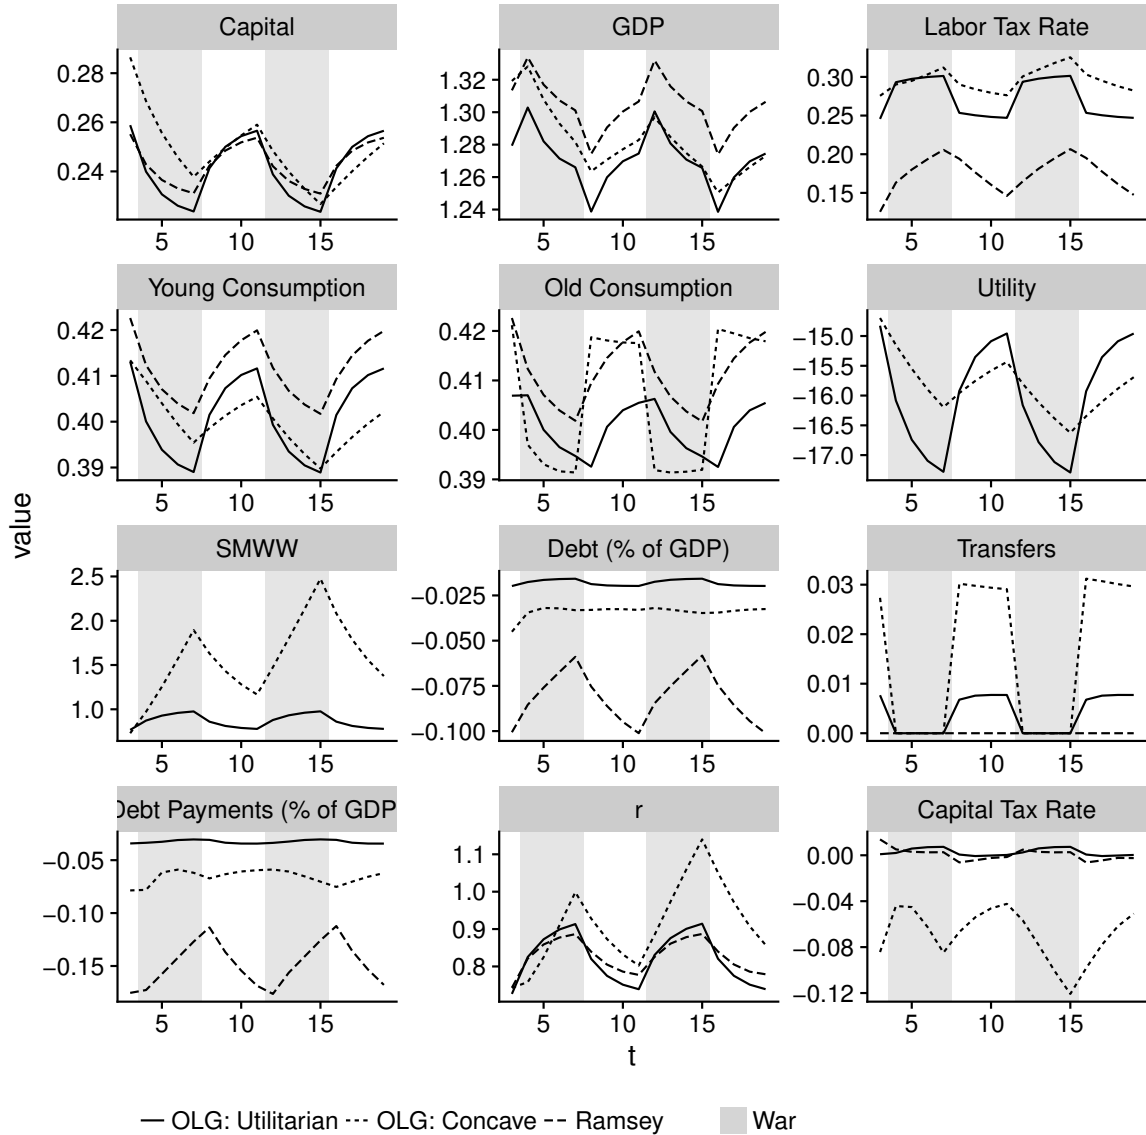 Capital
GDP
Labor Tax Rate
0.28
0.26
0.24
5 10 15
1.32
1.30
1.28
1.26
1.24
5 10 15
0.30
0.25
0.20
0.15
5 10 15
Young Consumption
Old Consumption
Utility
0.42
0.41
0.40
0.39
5 10 15
0.42
0.41
0.40
0.39
5 10 15
−15.0
−15.5
−16.0
−16.5
−17.0
5 10 15
value
SMWW
Debt (% of GDP)
Transfers
2.5
2.0
1.5
1.0
5 10 15
−0.025
−0.050
−0.075
−0.100
5 10 15
0.03
0.02
0.01
0.00
5 10 15
Debt Payments (% of GDP
r
Capital Tax Rate
−0.05
−0.10
−0.15
5 10 15
1.1
1.0
0.9
0.8
5 10 15
0.00
−0.04
−0.08
−0.12
5 10 15
t
OLG: Utilitarian OLG: Concave Ramsey War